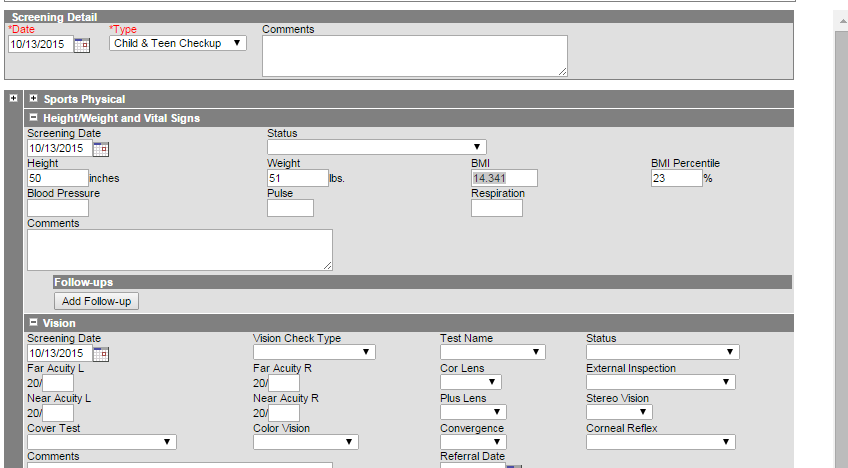 Screening Detail
*Date *Type Comments
10/13/2015 Child & Teen Checkup
Sports Physical
Height/Weight and Vital Signs
Screening Date Status
10/13/2015
Height Weight BMI BMI Percentile
50 inches 51 lbs. 14.341 23 %
Blood Pressure Pulse Respiration
Comments
Follow-ups
Add Follow-up
Vision
Screening Date Vision Check Type Test Name Status
10/13/2015
Far Acuity L Far Acuity R Cor Lens External Inspection
20/ 20/
Near Acuity L Near Acuity R Plus Lens Stereo Vision
20/ 20/
Cover Test Color Vision Convergence Corneal Reflex
Comments Referral Date